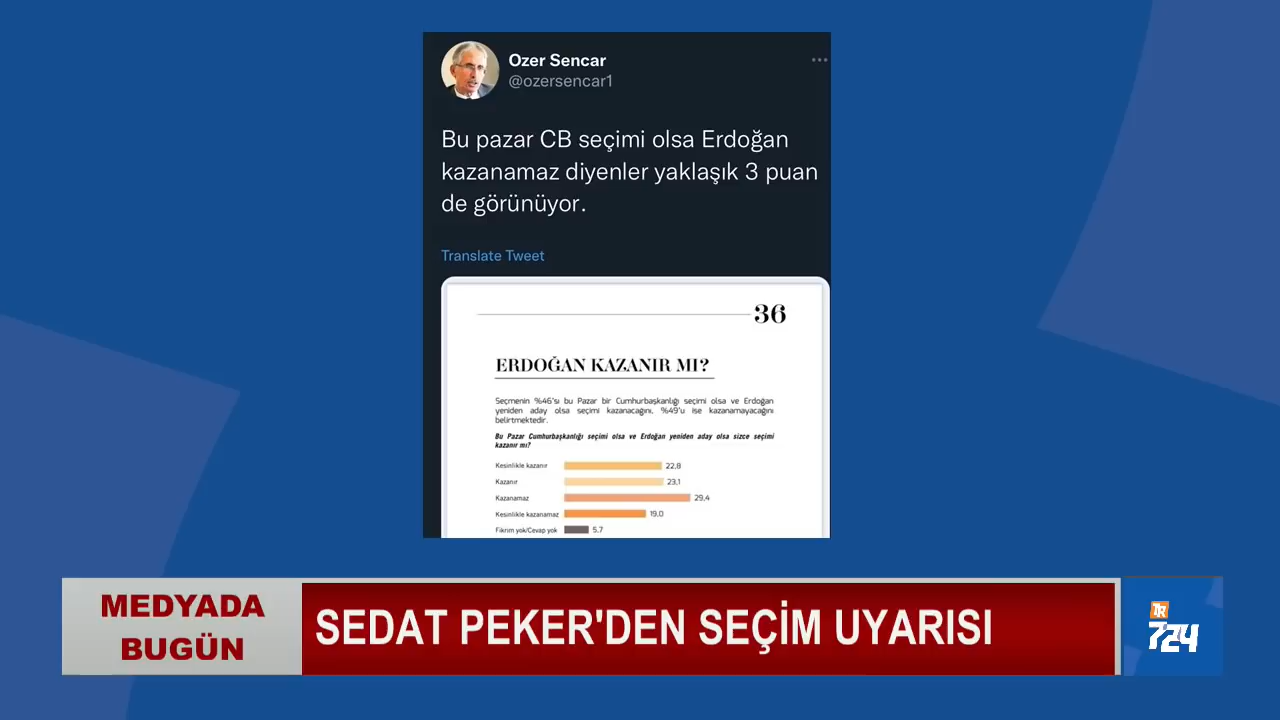 Ozer Sencar
@ozersencar1
Bu pazar CB seçimi olsa Erdoğan
kazanamaz diyenler yaklaşık 3 puan
de görünüyor.
Translate Tweet
36
ERDOĞAN KAZANIR MI?
Seçmenin %46'sı bu Pazar bir Cumhurbaşkanlığı seçimi olsa ve Erdoğan
yeniden aday olsa seçimi kazanacağını, %49'u ise kazanamayacağını
belirtmektedir.
Bu Pazar Cumhurbaşkanlığı seçimi olsa ve Erdoğan yeniden aday olsa sizce seçimi
kazanır mı?
Kesinlikle kazanır 22,8
Kazanır 23,1
Kazanamaz 29,4
Kesinlikle kazanamaz 19,0
Fikrim yok/Cevap yok 5,7
MEDYADA
BUGÜN
SEDAT PEKER'DEN SEÇİM UYARISI
TR
724